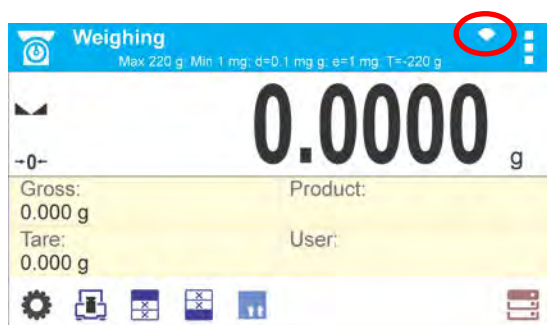 Weighing
Max 220 g: Min 1 mg: d=0.1 mg g: e=1 mg: T=-220 g
0.0000 g
→0←
Gross:
0.000 g
Product:
Tare:
0.000 g
User: